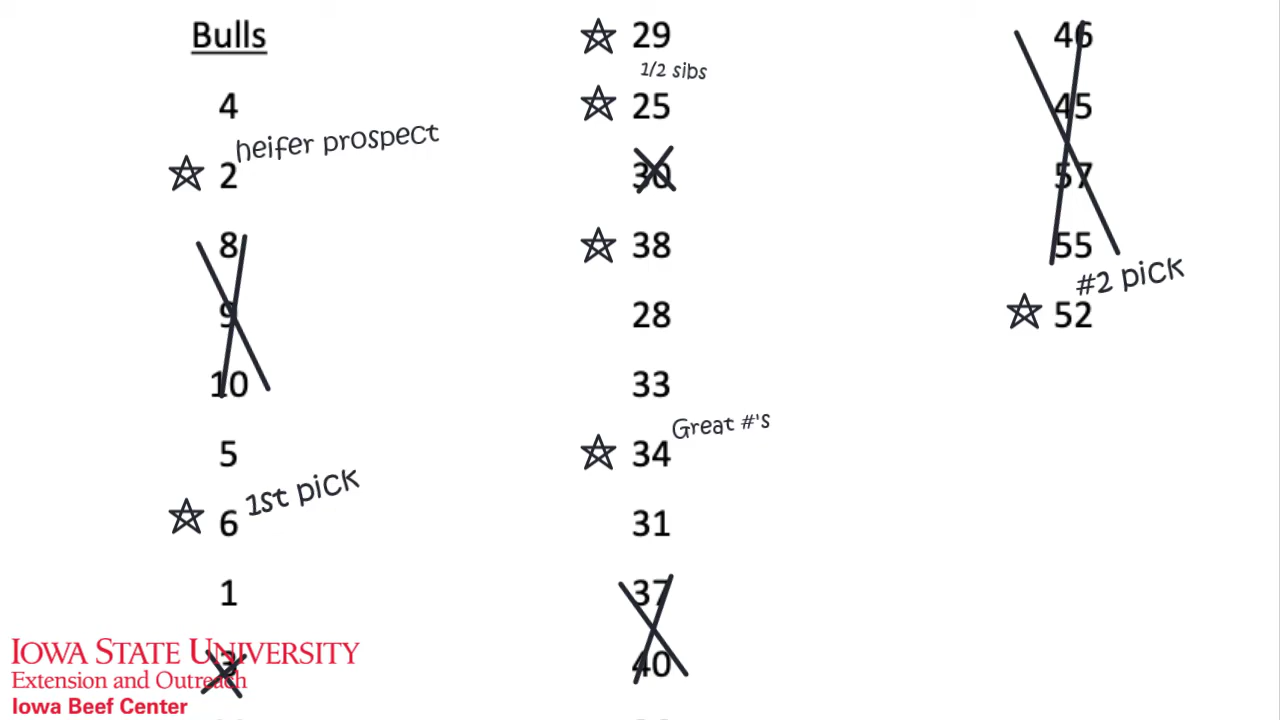 Bulls
4
heifer prospect
2
8
9
10
5
1st pick
6
1
3
IOWA STATE UNIVERSITY
Extension and Outreach
Iowa Beef Center
29
1/2 sibs
25
30
38
28
33
Great #'s
34
31
37
40
46
45
57
55
#2 pick
52